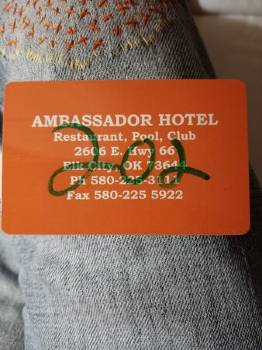 AMBASSADOR HOTEL
Restaurant, Pool, Club
2606 E. Hwy 66
Elk City, OK 73644
Ph 580-225-3111
Fax 580-225 5922
202